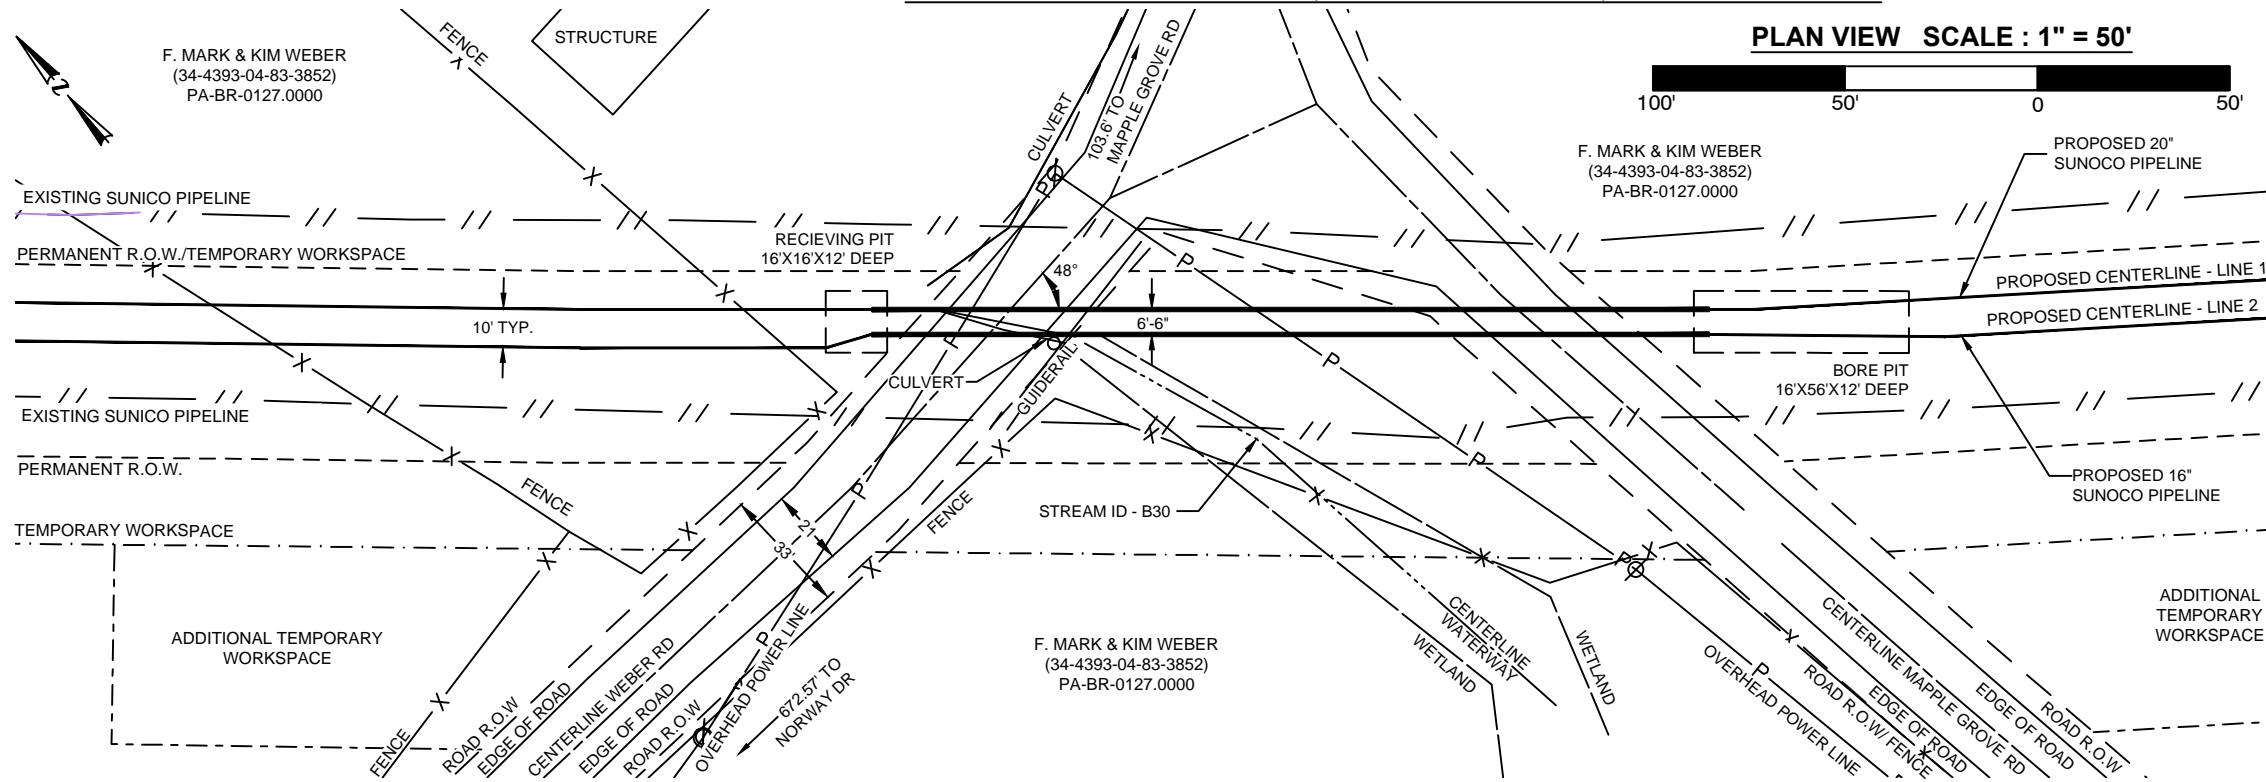 PLAN VIEW   SCALE : 1" = 50'
100'
50'
0
50'
N
F. MARK & KIM WEBER
(34-4393-04-83-3852)
PA-BR-0127.0000
FENCE
STRUCTURE
CULVERT
103.6' TO
MAPPLE GROVE RD
F. MARK & KIM WEBER
(34-4393-04-83-3852)
PA-BR-0127.0000
PROPOSED 20"
SUNOCO PIPELINE
EXISTING SUNICO PIPELINE
PERMANENT R.O.W./TEMPORARY WORKSPACE
RECIEVING PIT
16'X16'X12' DEEP
48°
PROPOSED CENTERLINE - LINE 1
PROPOSED CENTERLINE - LINE 2
10' TYP.
6'-6"
CULVERT
GUIDERAIL
BORE PIT
16'X56'X12' DEEP
EXISTING SUNICO PIPELINE
PERMANENT R.O.W.
FENCE
FENCE
STREAM ID - B30
PROPOSED 16"
SUNOCO PIPELINE
TEMPORARY WORKSPACE
21'
33'
ADDITIONAL TEMPORARY
WORKSPACE
FENCE
ROAD R.O.W
EDGE OF ROAD
CENTERLINE WEBER RD
EDGE OF ROAD
ROAD R.O.W
OVERHEAD POWER LINE
672.57' TO
NORWAY DR
F. MARK & KIM WEBER
(34-4393-04-83-3852)
PA-BR-0127.0000
WETLAND
CENTERLINE
WATERWAY
WETLAND
OVERHEAD POWER LINE
ROAD R.O.W/ FENCE
EDGE OF ROAD
CENTERLINE MAPPLE GROVE RD
EDGE OF ROAD
ROAD R.O.W
ADDITIONAL
TEMPORARY
WORKSPACE
P
P
P
P
P
P
P
P
P
P